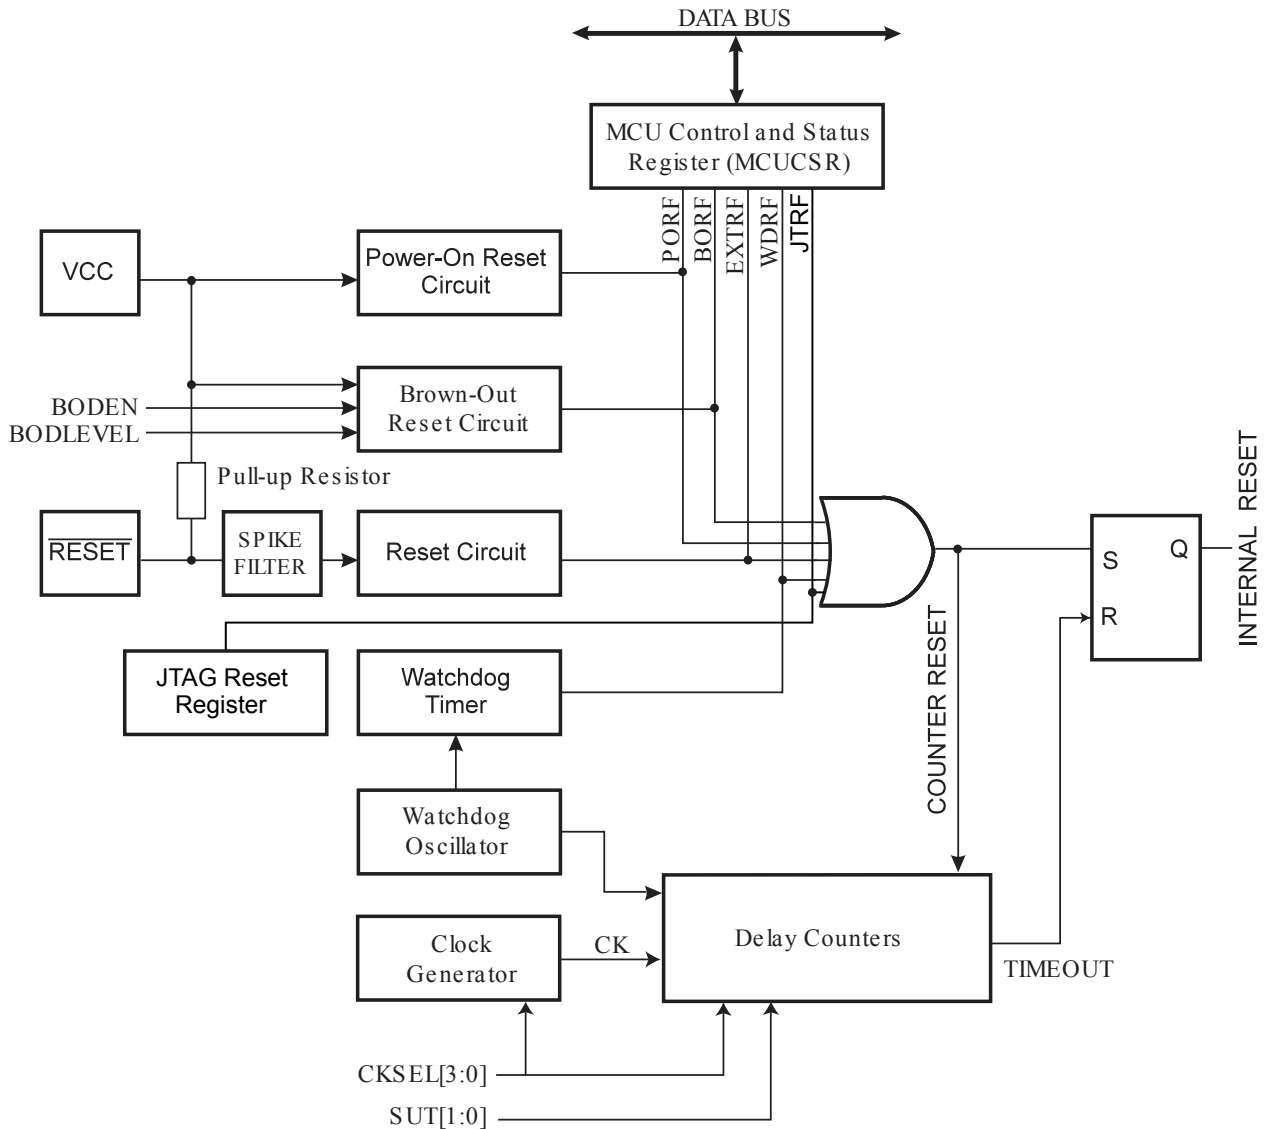 DATA BUS
MCU Control and Status
Register (MCUCSR)
PORF
BORF
EXTRF
WDRF
JTRF
VCC
Power-On Reset
Circuit
Brown-Out
Reset Circuit
BODEN
BODLEVEL
Pull-up Resistor
RESET
SPIKE
FILTER
Reset Circuit
S
R
Q
INTERNAL RESET
COUNTER RESET
JTAG Reset
Register
Watchdog
Timer
Watchdog
Oscillator
Clock
Generator
CK
Delay Counters
TIMEOUT
CKSEL[3:0]
SUT[1:0]